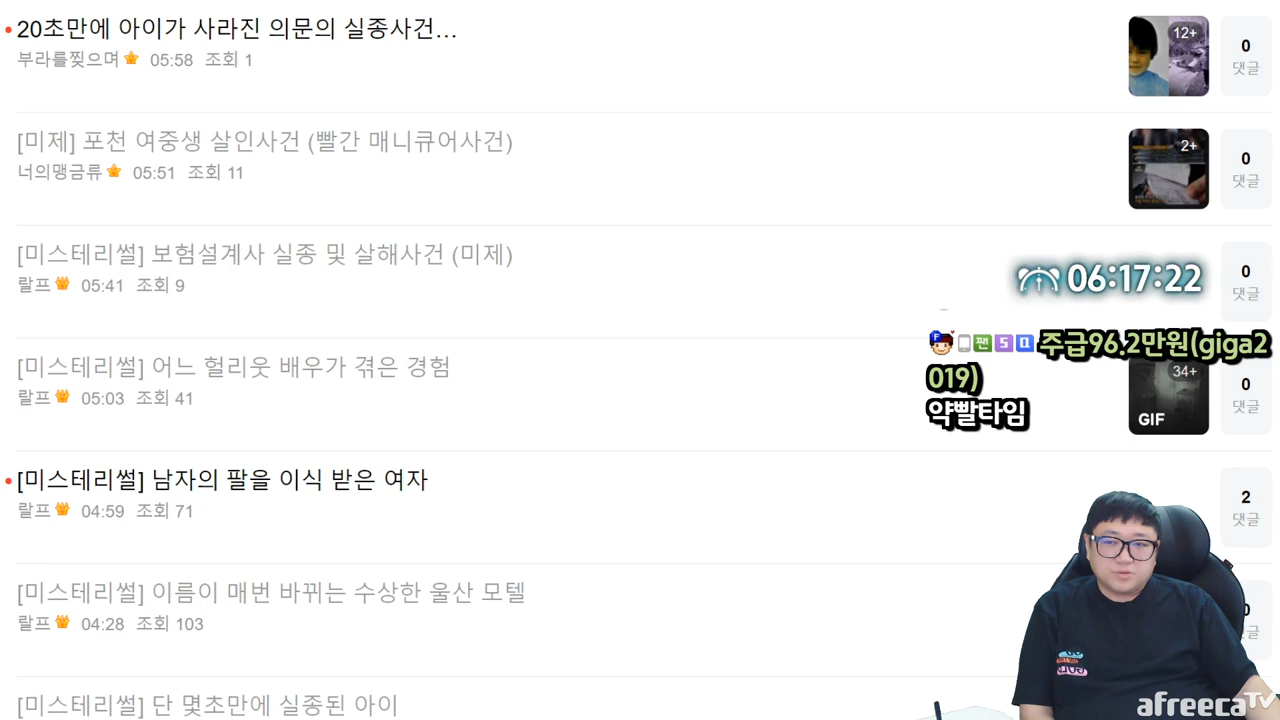 20초만에 아이가 사라진 의문의 실종사건...
부라를찢으며 05:58 조회 1
12+
0
댓글
[미제] 포천 여중생 살인사건 (빨간 매니큐어사건)
너의맹금류 05:51 조회 11
2+
0
댓글
[미스테리썰] 보험설계사 실종 및 살해사건 (미제)
랄프 05:41 조회 9
06:17:22
0
댓글
팬 5 주급96.2만원(giga2
019)
약빨타임
[미스테리썰] 어느 헐리웃 배우가 겪은 경험
랄프 05:03 조회 41
34+
GIF
0
댓글
[미스테리썰] 남자의 팔을 이식 받은 여자
랄프 04:59 조회 71
2
댓글
[미스테리썰] 이름이 매번 바뀌는 수상한 울산 모텔
랄프 04:28 조회 103
0
글
[미스테리썰] 단 몇초만에 실종된 아이
afreecaTV